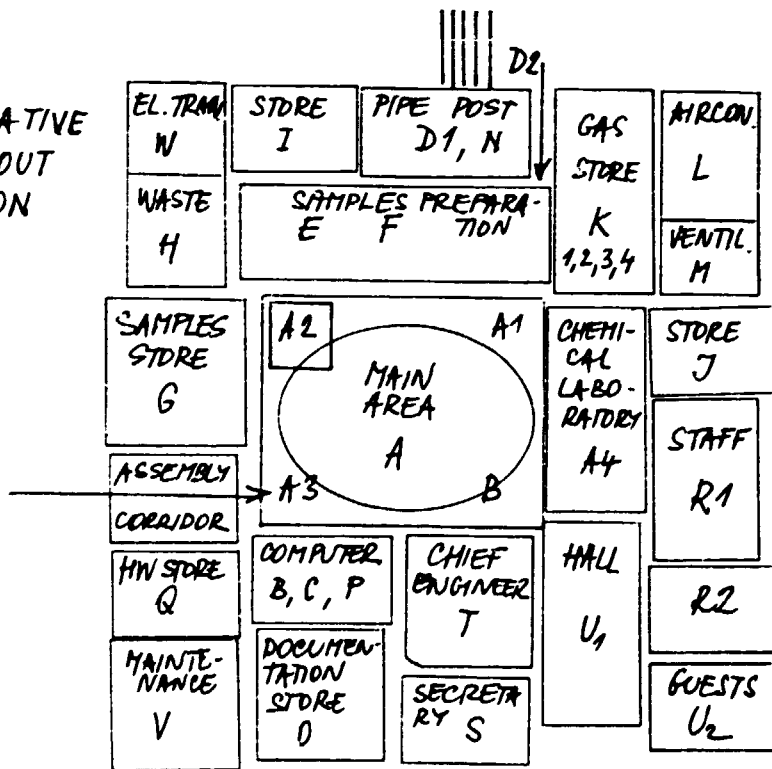 ATIVE
OUT
ON
D2
EL.TRAN
W
WASTE
H
STORE
I
PIPE POST
D1, N
SAMPLES PREPARA-
E F TION
GAS
STORE
K
1,2,3,4
AIRCON.
L
VENTIL.
M
SAMPLES
STORE
G
A2
A1
MAIN
AREA
A
A3
B
CHEMI-
CAL
LABO-
RATORY
A4
STORE
J
STAFF
R1
ASSEMBLY
CORRIDOR
HW STORE
Q
COMPUTER
B, C, P
CHIEF
ENGINEER
T
HALL
U1
R2
MAINTE-
NANCE
V
DOCUMEN-
TATION
STORE
O
SECRETA
RY S
GUESTS
U2